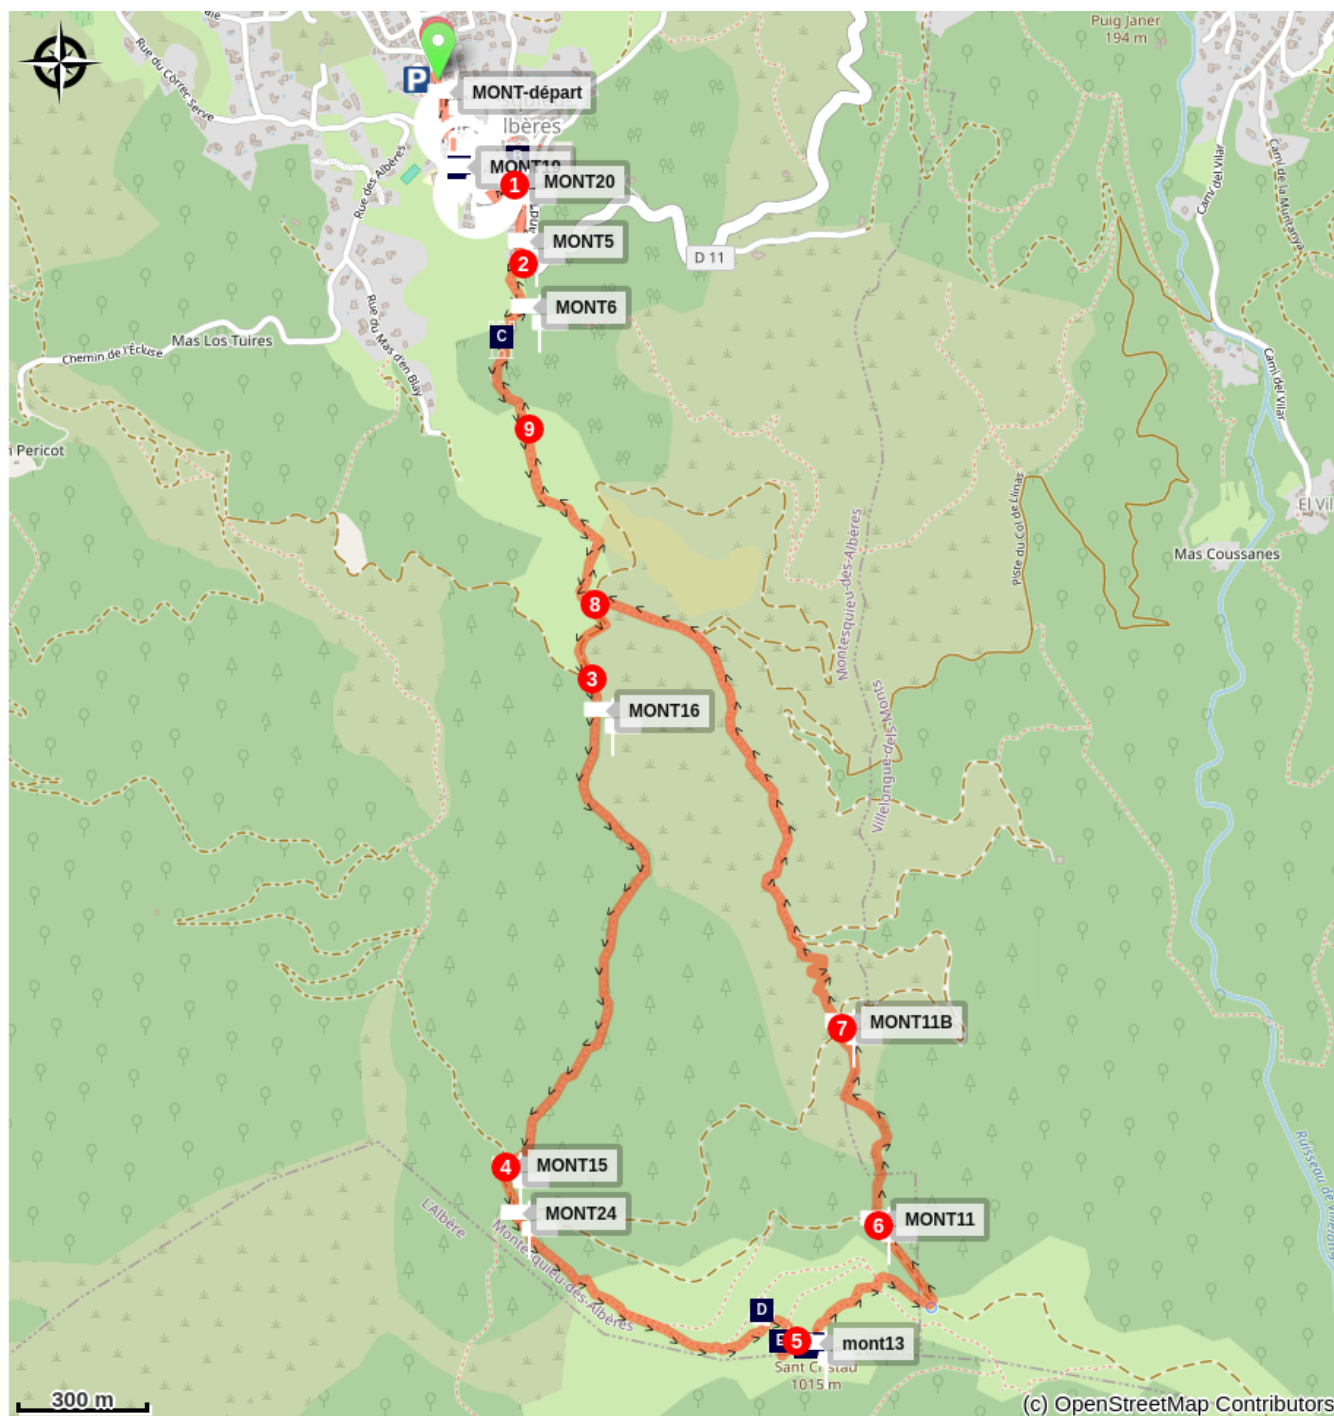 Puig Janer
194 m
Rue du Correc Serve
P
MONT-départ
lbères
MONT19
1
MONT20
Rue des Albères
Camí del Vilar
Camí de la Muntanya
MONT5
2
D 11
MONT6
C
Mas Los Tuires
Chemin de l'Écluse
Rue du Mas d'en Blay
Camí del Vilar
9
Pericot
El Vil
Mas Coussanes
Piste du Col de Llinas
Montesquieu-des-Albères
8
3
MONT16
Villelongue-dels-Monts
7
MONT11B
4
MONT15
MONT24
L'Albère
Montesquieu-des-Albères
6
MONT11
D
E
5
mont13
1015 m
300 m
(c) OpenStreetMap Contributors